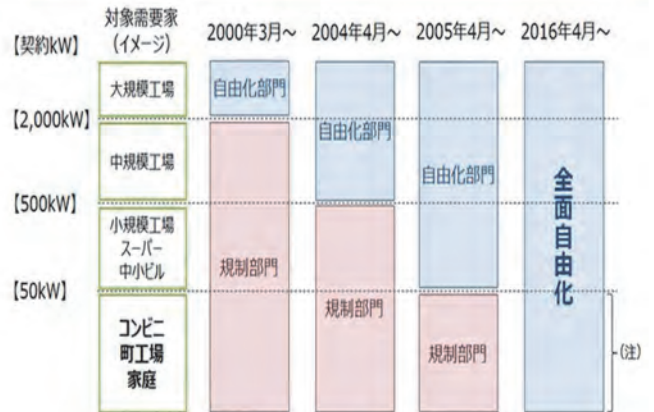 対象需要家
(イメージ)
2000年3月～
2004年4月～
2005年4月～
2016年4月～
【契約kW】
大規模工場
自由化部門
【2,000kW】
中規模工場
自由化部門
自由化部門
【500kW】
小規模工場
スーパー
中小ビル
規制部門
規制部門
【50kW】
コンビニ
町工場
家庭
規制部門
全面自由化
(注)